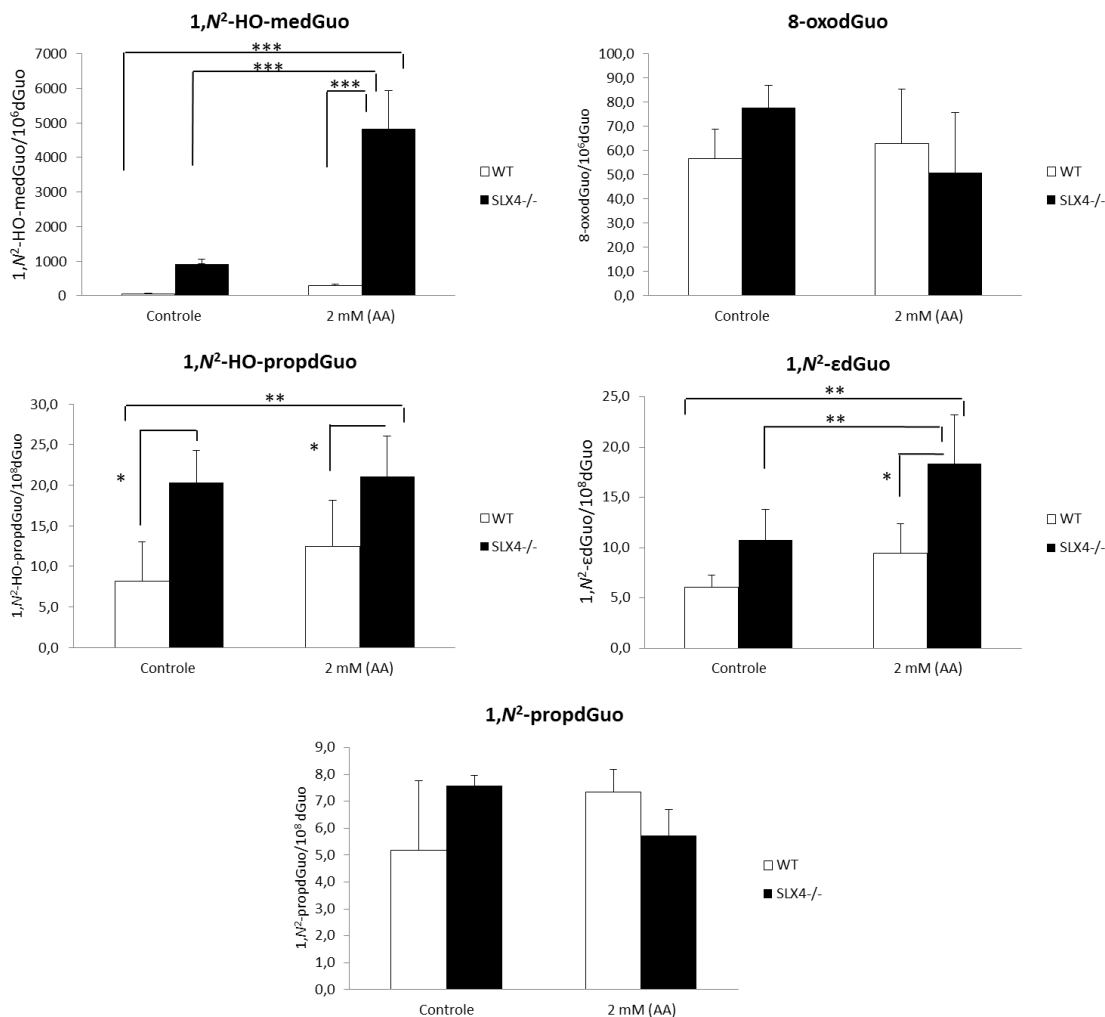 1,N²-HO-medGuo
***
***
***
7000
6000
5000
4000
3000
2000
1000
0
1,N²-HO-medGuo/10⁶dGuo
Controle
2 mM (AA)
WT
SLX4-/-
8-oxodGuo
100,0
90,0
80,0
70,0
60,0
50,0
40,0
30,0
20,0
10,0
0,0
8-oxodGuo/10⁶dGuo
Controle
2 mM (AA)
WT
SLX4-/-
1,N²-HO-propdGuo
**
*
*
30,0
25,0
20,0
15,0
10,0
5,0
0,0
1,N²-HO-propdGuo/10⁸dGuo
Controle
2 mM (AA)
WT
SLX4-/-
1,N²-εdGuo
**
**
*
25,0
20,0
15,0
10,0
5,0
0,0
1,N²-εdGuo/10⁸dGuo
Controle
2 mM (AA)
WT
SLX4-/-
1,N²-propdGuo
9,0
8,0
7,0
6,0
5,0
4,0
3,0
2,0
1,0
0,0
1,N²-propdGuo/10⁸ dGuo
Controle
2 mM (AA)
WT
SLX4-/-